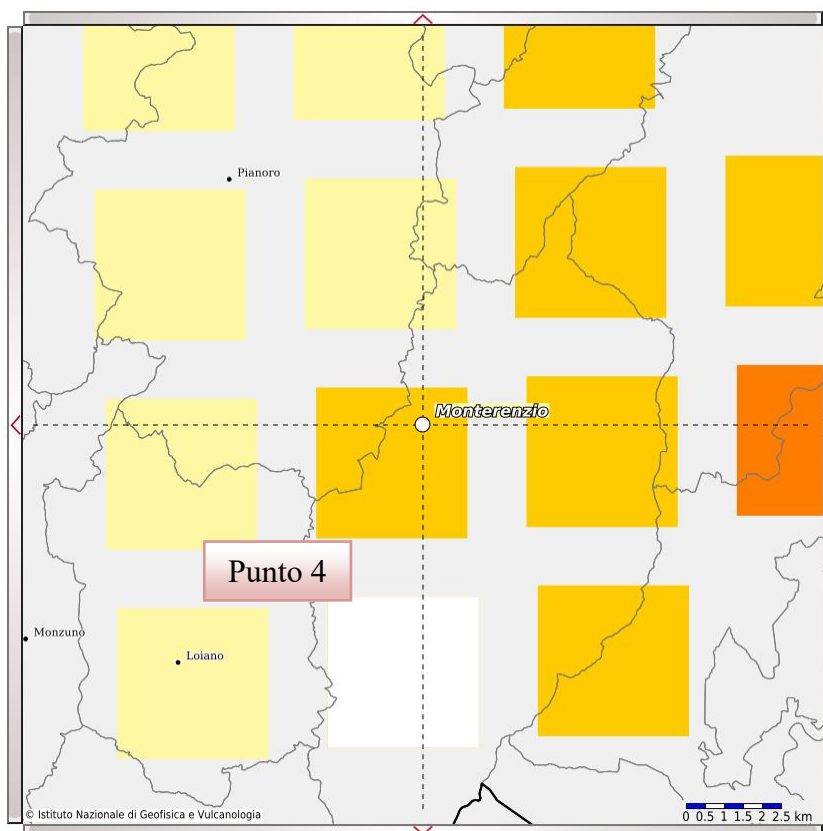 Pianoro
Monterenzio
Punto 4
Monzuno
Loiano
© Istituto Nazionale di Geofisica e Vulcanologia
0 0.5 1 1.5 2 2.5 km